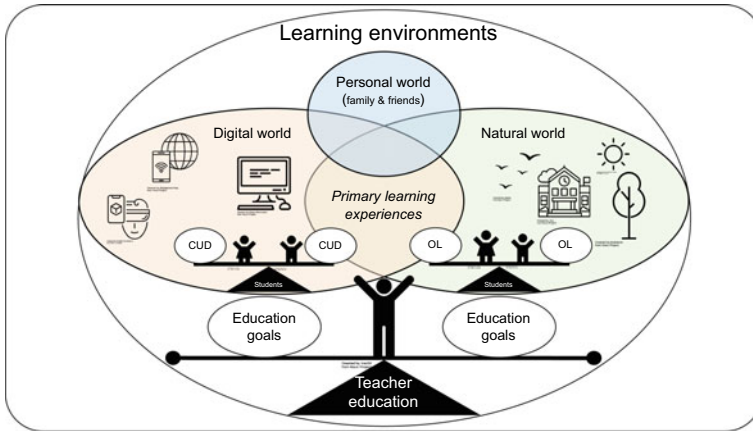 Learning environments
Personal world
(family & friends)
Digital world
Natural world
Primary learning
experiences
CUD
CUD
OL
OL
Students
Students
Education
goals
Education
goals
Teacher
education